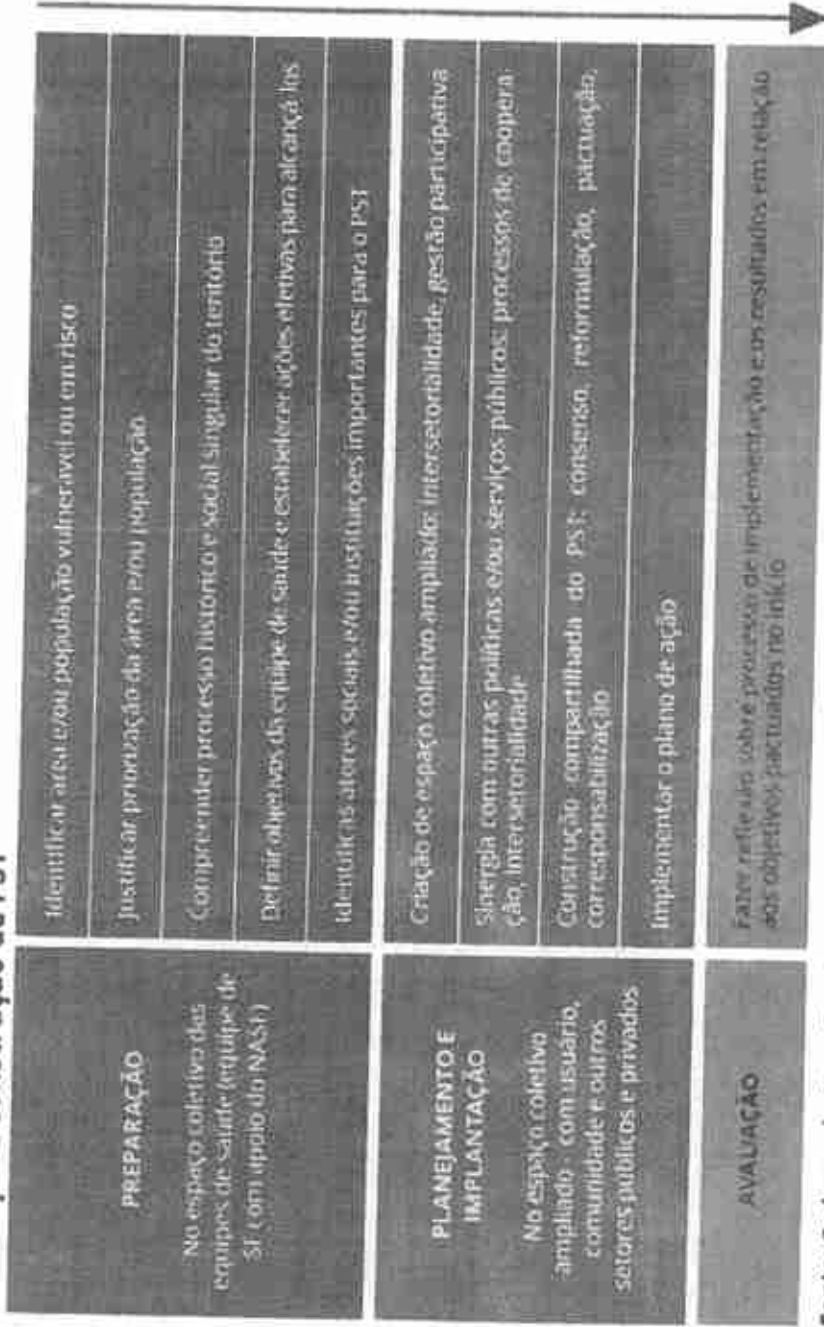 PREPARAÇÃO
No espaço coletivo das
equipes de saúde (equipe de
SF com apoio do NASF)
Identificar área e/ou população vulnerável ou em risco
Justificar priorização da área e/ou população
Compreender processo histórico e social singular do território
Definir objetivos da equipe de saúde e estabelecer ações efetivas para alcançá-los
Identificas atores sociais e/ou instituições importantes para o PST
PLANEJAMENTO E
IMPLANTAÇÃO
No espaço coletivo
ampliado - com usuário,
comunidade e outros
setores públicos e privados
Criação de espaço coletivo ampliado: intersetorialidade, gestão participativa
Sinergia com outras políticas e/ou serviços públicos: processos de coopera
ção, intersetorialidade
Construção compartilhada do PST: consenso, reformulação, pactuação,
corresponsabilização
Implementar o plano de ação
AVALIAÇÃO
Fazer reflexão sobre processo de implementação e os resultados em relação
aos objetivos pactuados no início